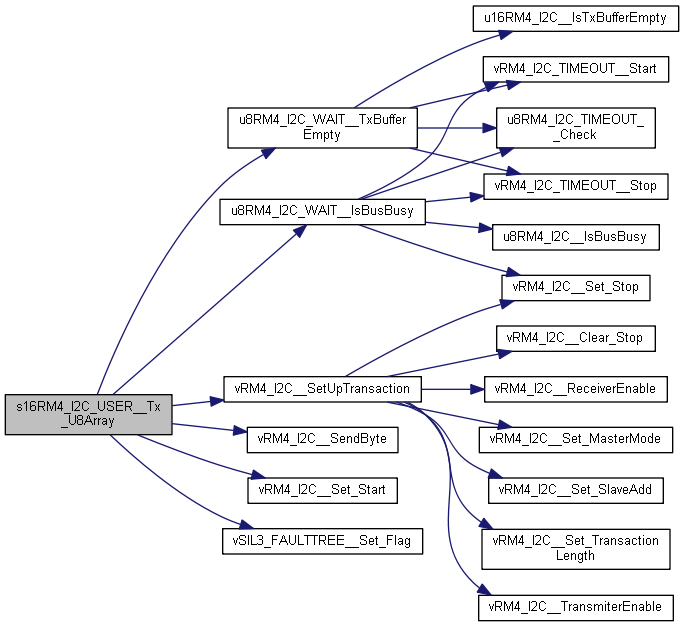 u16RM4_I2C__IsTxBufferEmpty
vRM4_I2C_TIMEOUT__Start
u8RM4_I2C_WAIT__TxBuffer
Empty
u8RM4_I2C_TIMEOUT_
_Check
vRM4_I2C_TIMEOUT__Stop
u8RM4_I2C_WAIT__IsBusBusy
u8RM4_I2C__IsBusBusy
vRM4_I2C__Set_Stop
vRM4_I2C__Clear_Stop
vRM4_I2C__SetUpTransaction
vRM4_I2C__ReceiverEnable
s16RM4_I2C_USER__Tx
_U8Array
vRM4_I2C__SendByte
vRM4_I2C__Set_MasterMode
vRM4_I2C__Set_Start
vRM4_I2C__Set_SlaveAdd
vSIL3_FAULTTREE__Set_Flag
vRM4_I2C__Set_Transaction
Length
vRM4_I2C__TransmiterEnable